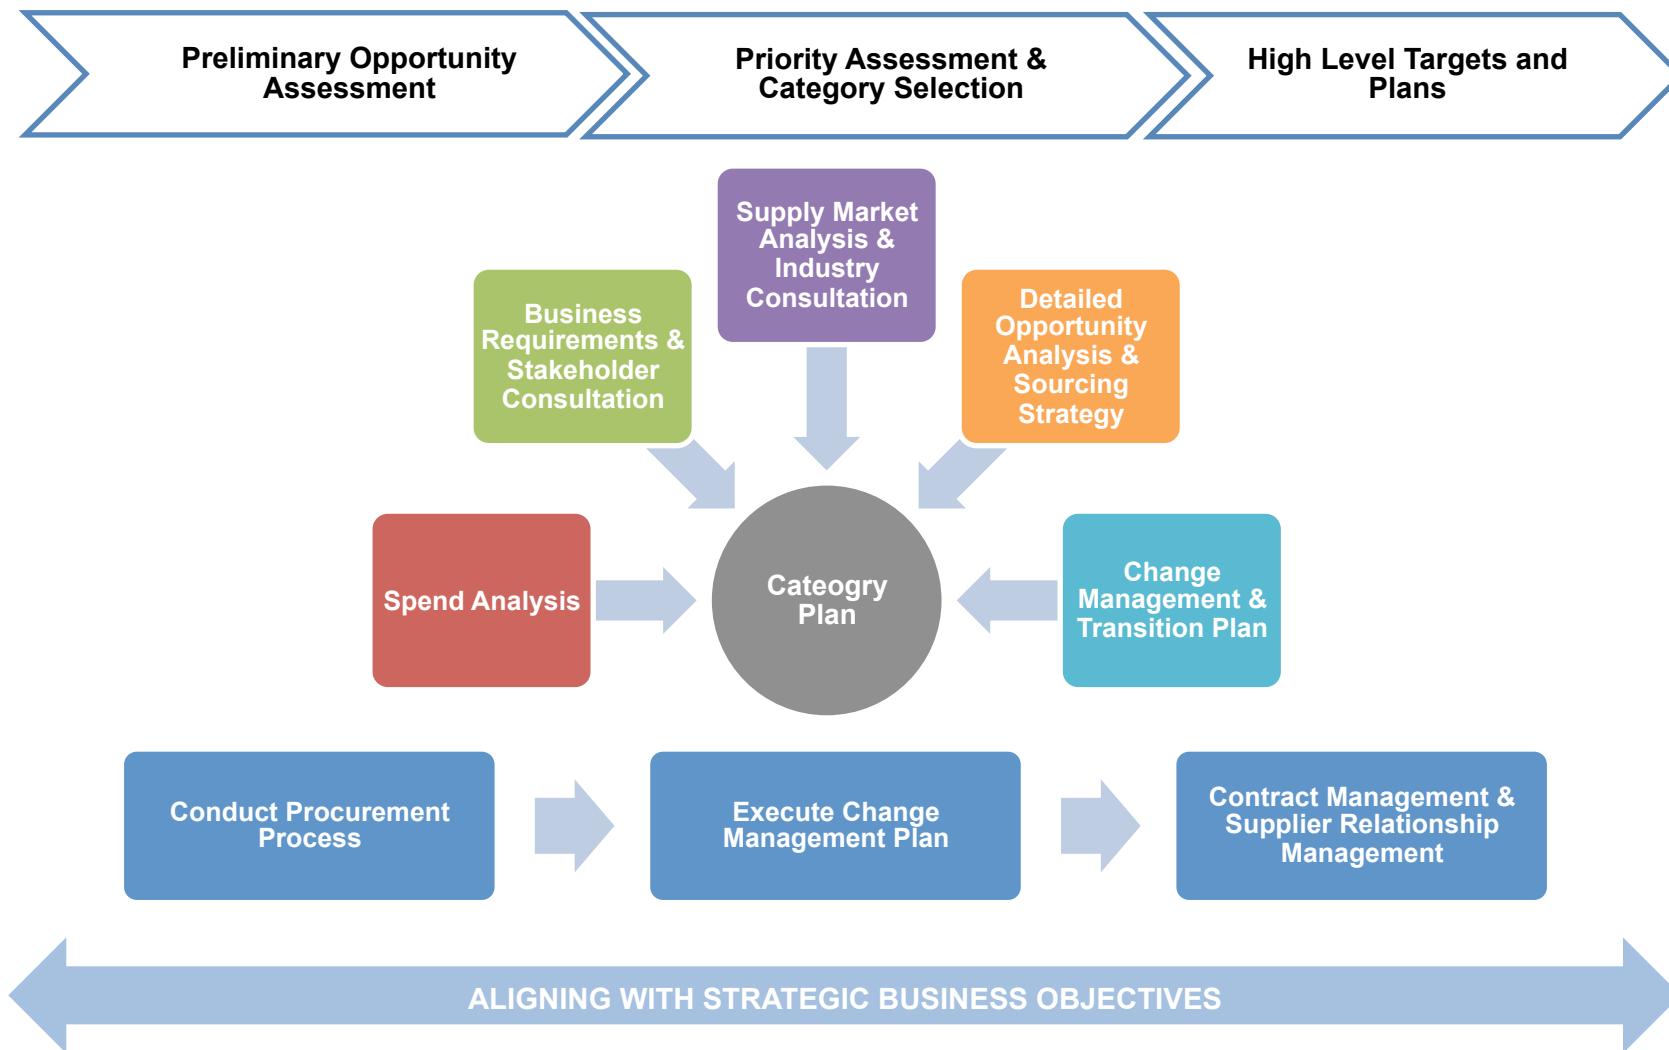 Preliminary Opportunity
Assessment
Priority Assessment &
Category Selection
High Level Targets and
Plans
Supply Market
Analysis &
Industry
Consultation
Business
Requirements &
Stakeholder
Consultation
Detailed
Opportunity
Analysis &
Sourcing
Strategy
Spend Analysis
Cateogry
Plan
Change
Management &
Transition Plan
Conduct Procurement
Process
Execute Change
Management Plan
Contract Management &
Supplier Relationship
Management
ALIGNING WITH STRATEGIC BUSINESS OBJECTIVES